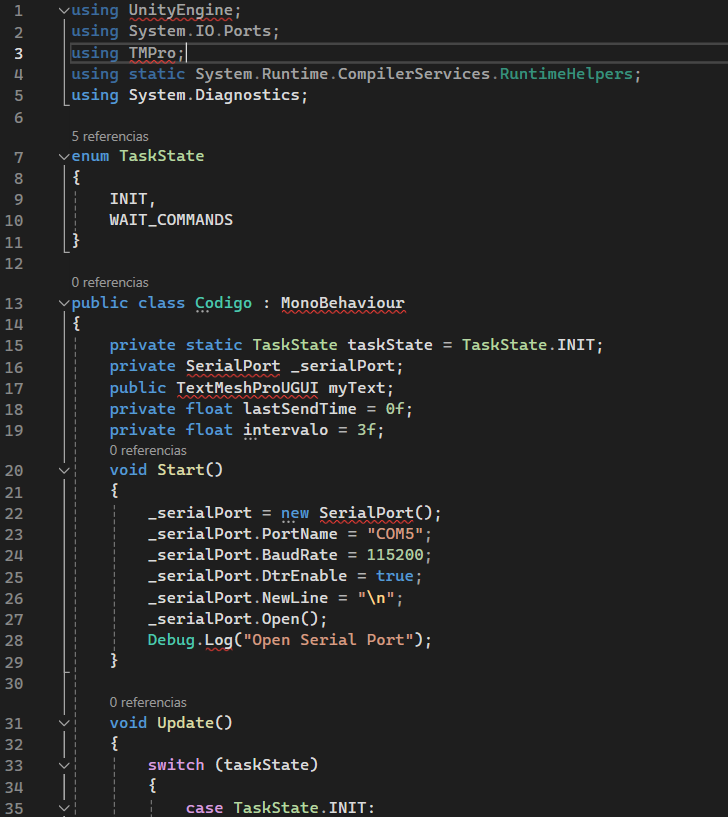 1 using UnityEngine;
2 using System.IO.Ports;
3 using TMPro;
4 using static System.Runtime.CompilerServices.RuntimeHelpers;
5 using System.Diagnostics;
6
5 referencias
7 enum TaskState
8 {
9 INIT,
10 WAIT_COMMANDS
11 }
12
0 referencias
13 public class Codigo : MonoBehaviour
14 {
15 private static TaskState taskState = TaskState.INIT;
16 private SerialPort _serialPort;
17 public TextMeshProUGUI myText;
18 private float lastSendTime = 0f;
19 private float intervalo = 3f;
0 referencias
20 void Start()
21 {
22 _serialPort = new SerialPort();
23 _serialPort.PortName = "COM5";
24 _serialPort.BaudRate = 115200;
25 _serialPort.DtrEnable = true;
26 _serialPort.NewLine = "\n";
27 _serialPort.Open();
28 Debug.Log("Open Serial Port");
29 }
30
0 referencias
31 void Update()
32 {
33 switch (taskState)
34 {
35 case TaskState.INIT: